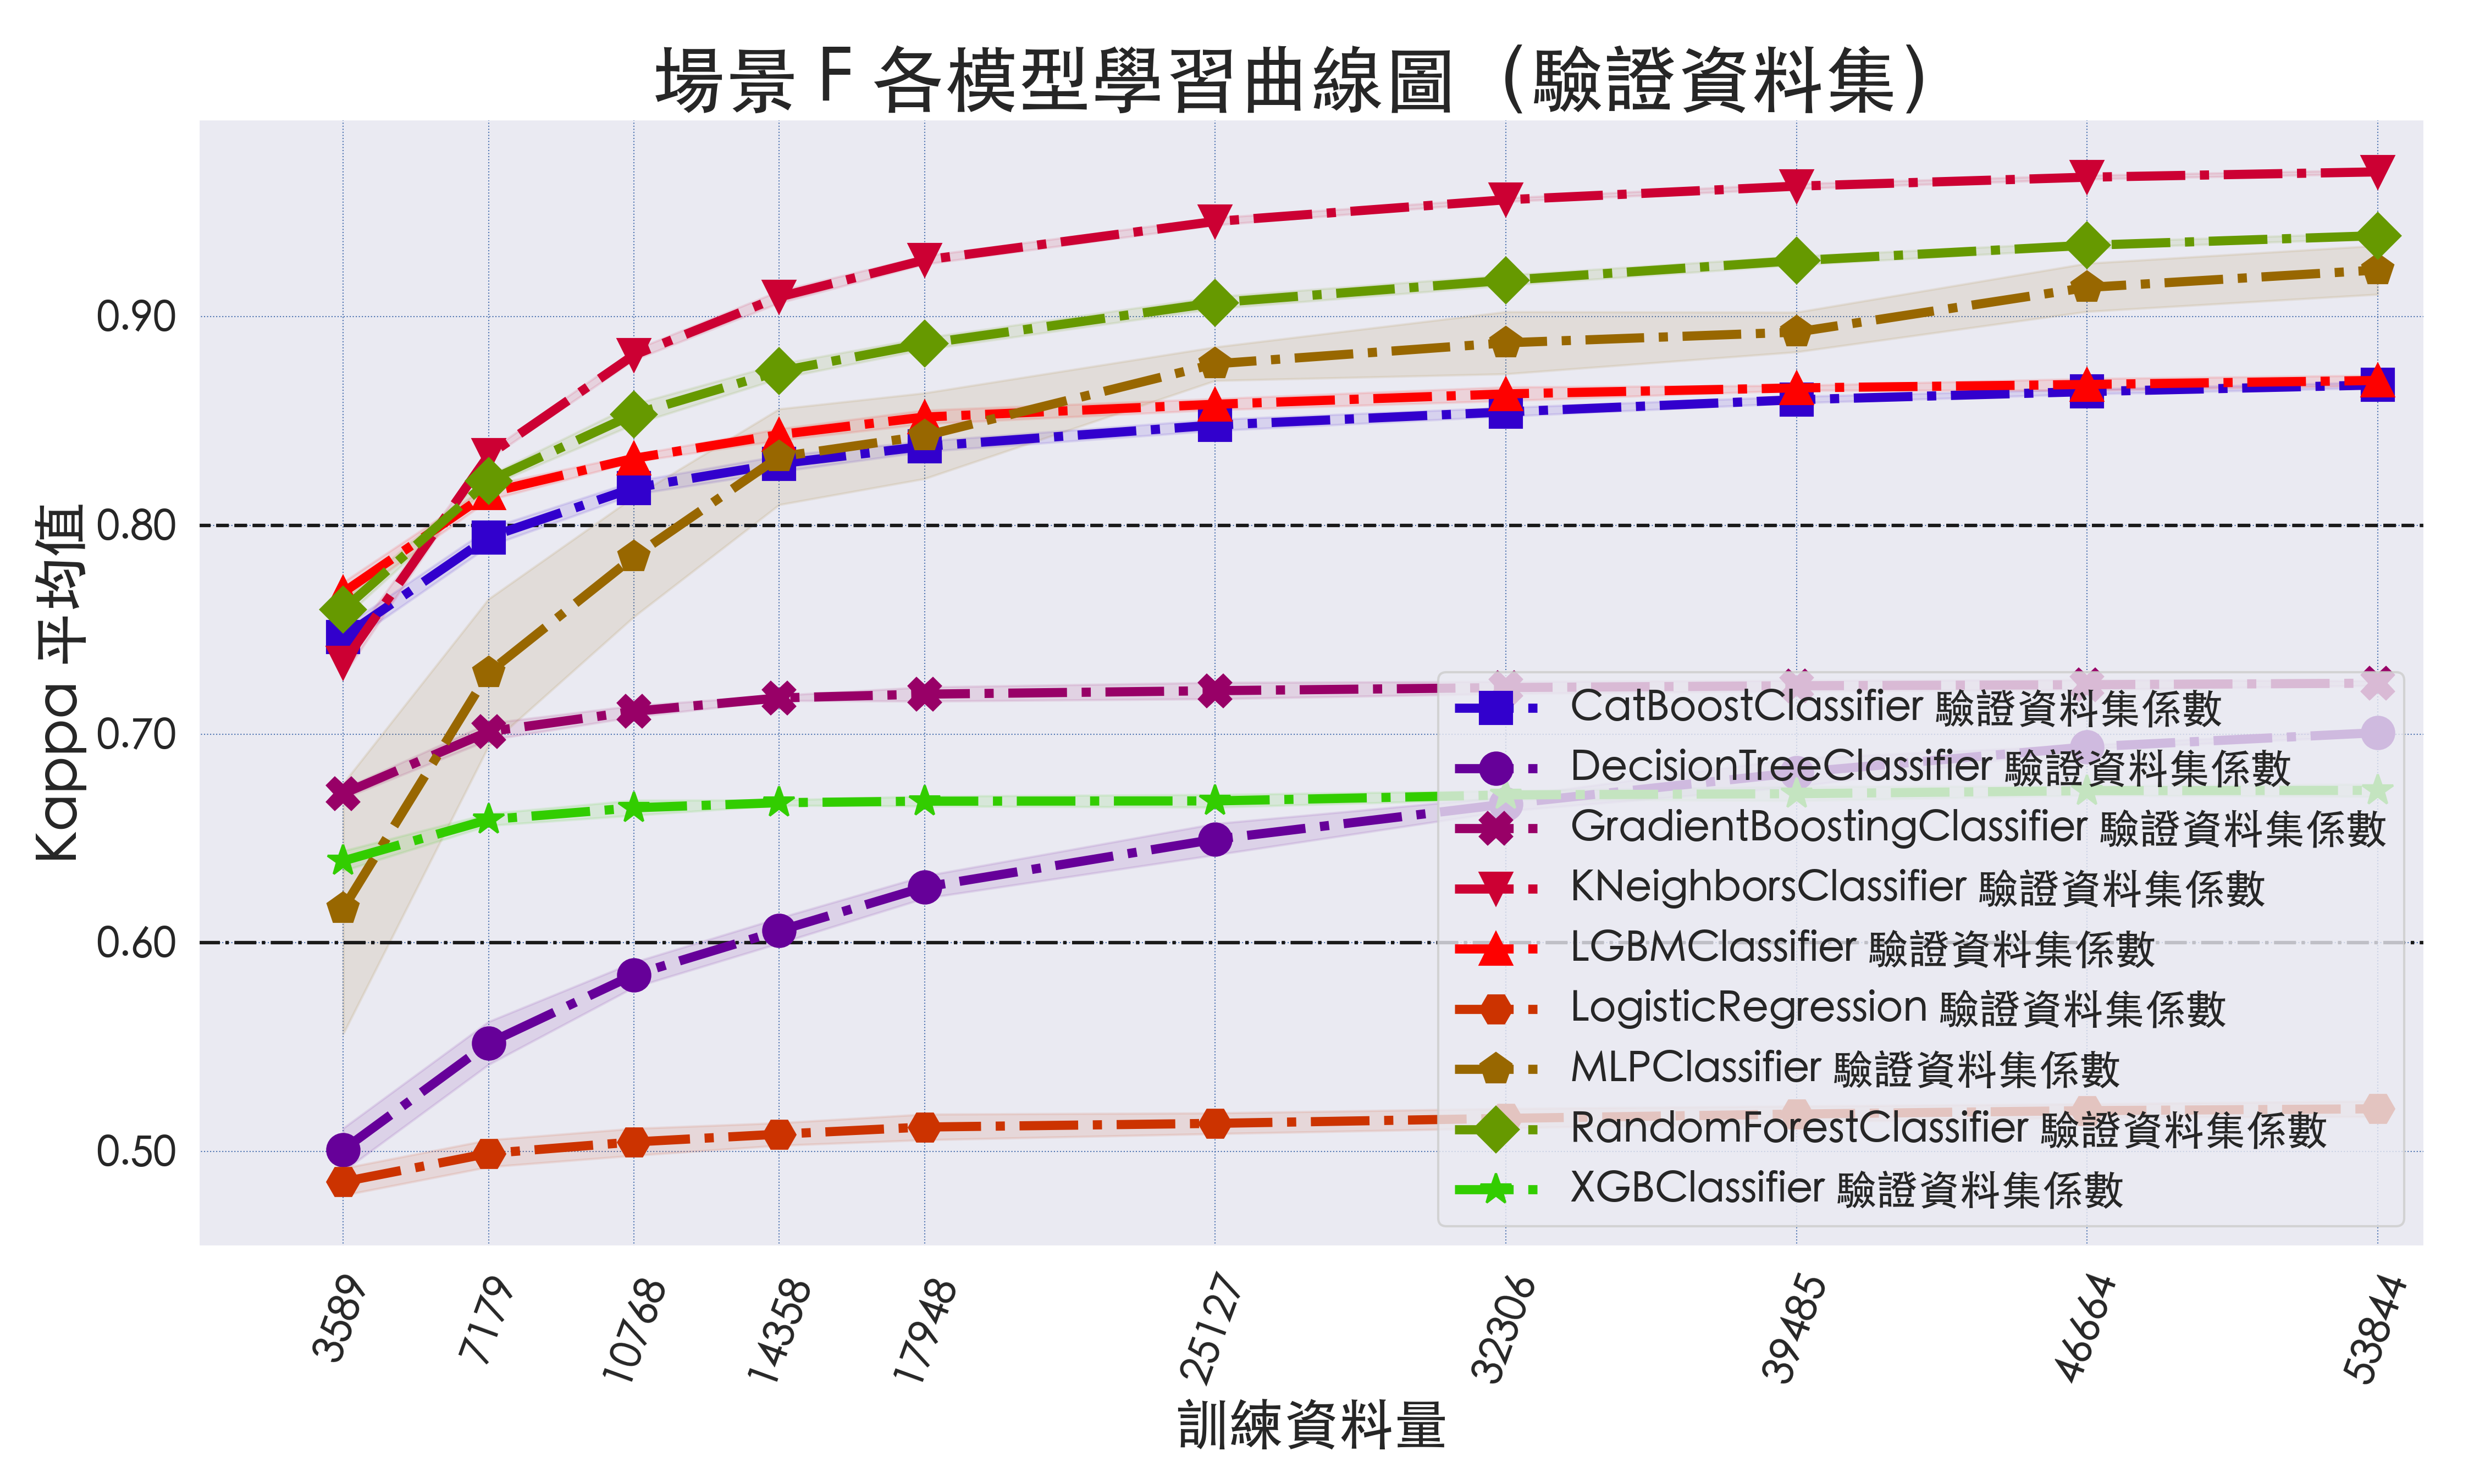 場景 F 各模型學習曲線圖（驗證資料集）
Kappa 平均值
0.90
0.80
0.70
0.60
0.50
CatBoostClassifier 驗證資料集係數
DecisionTreeClassifier 驗證資料集係數
GradientBoostingClassifier 驗證資料集係數
KNeighborsClassifier 驗證資料集係數
LGBMClassifier 驗證資料集係數
LogisticRegression 驗證資料集係數
MLPClassifier 驗證資料集係數
RandomForestClassifier 驗證資料集係數
XGBClassifier 驗證資料集係數
3589
7179
10768
14358
17948
25127
32306
39485
46664
53844
訓練資料量